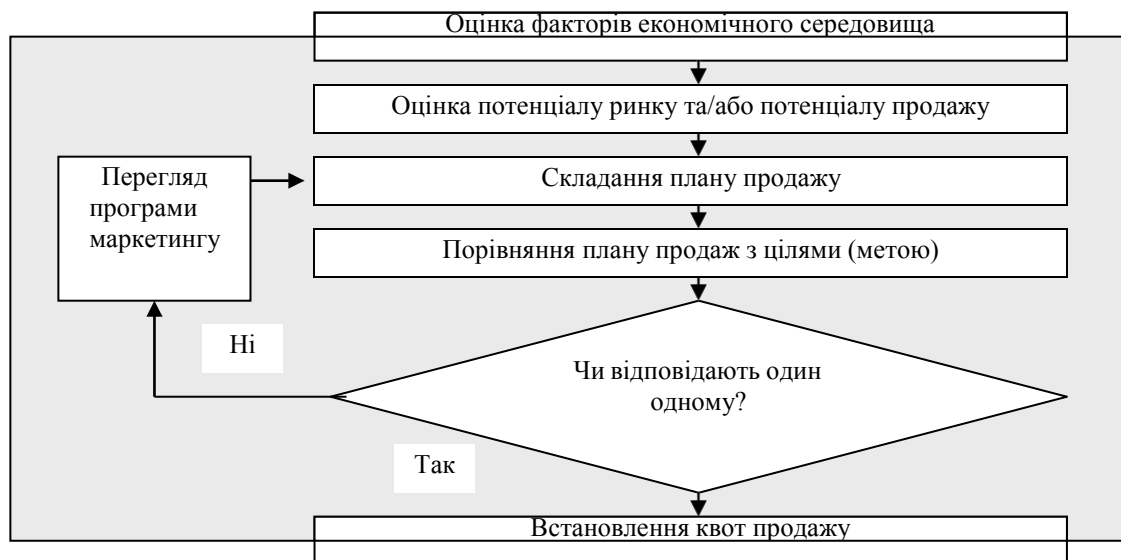 Оцінка факторів економічного середовища
Оцінка потенціалу ринку та/або потенціалу продажу
Складання плану продажу
Перегляд
програми
маркетингу
Порівняння плану продаж з цілями (метою)
Ні
Чи відповідають один
одному?
Так
Встановлення квот продажу